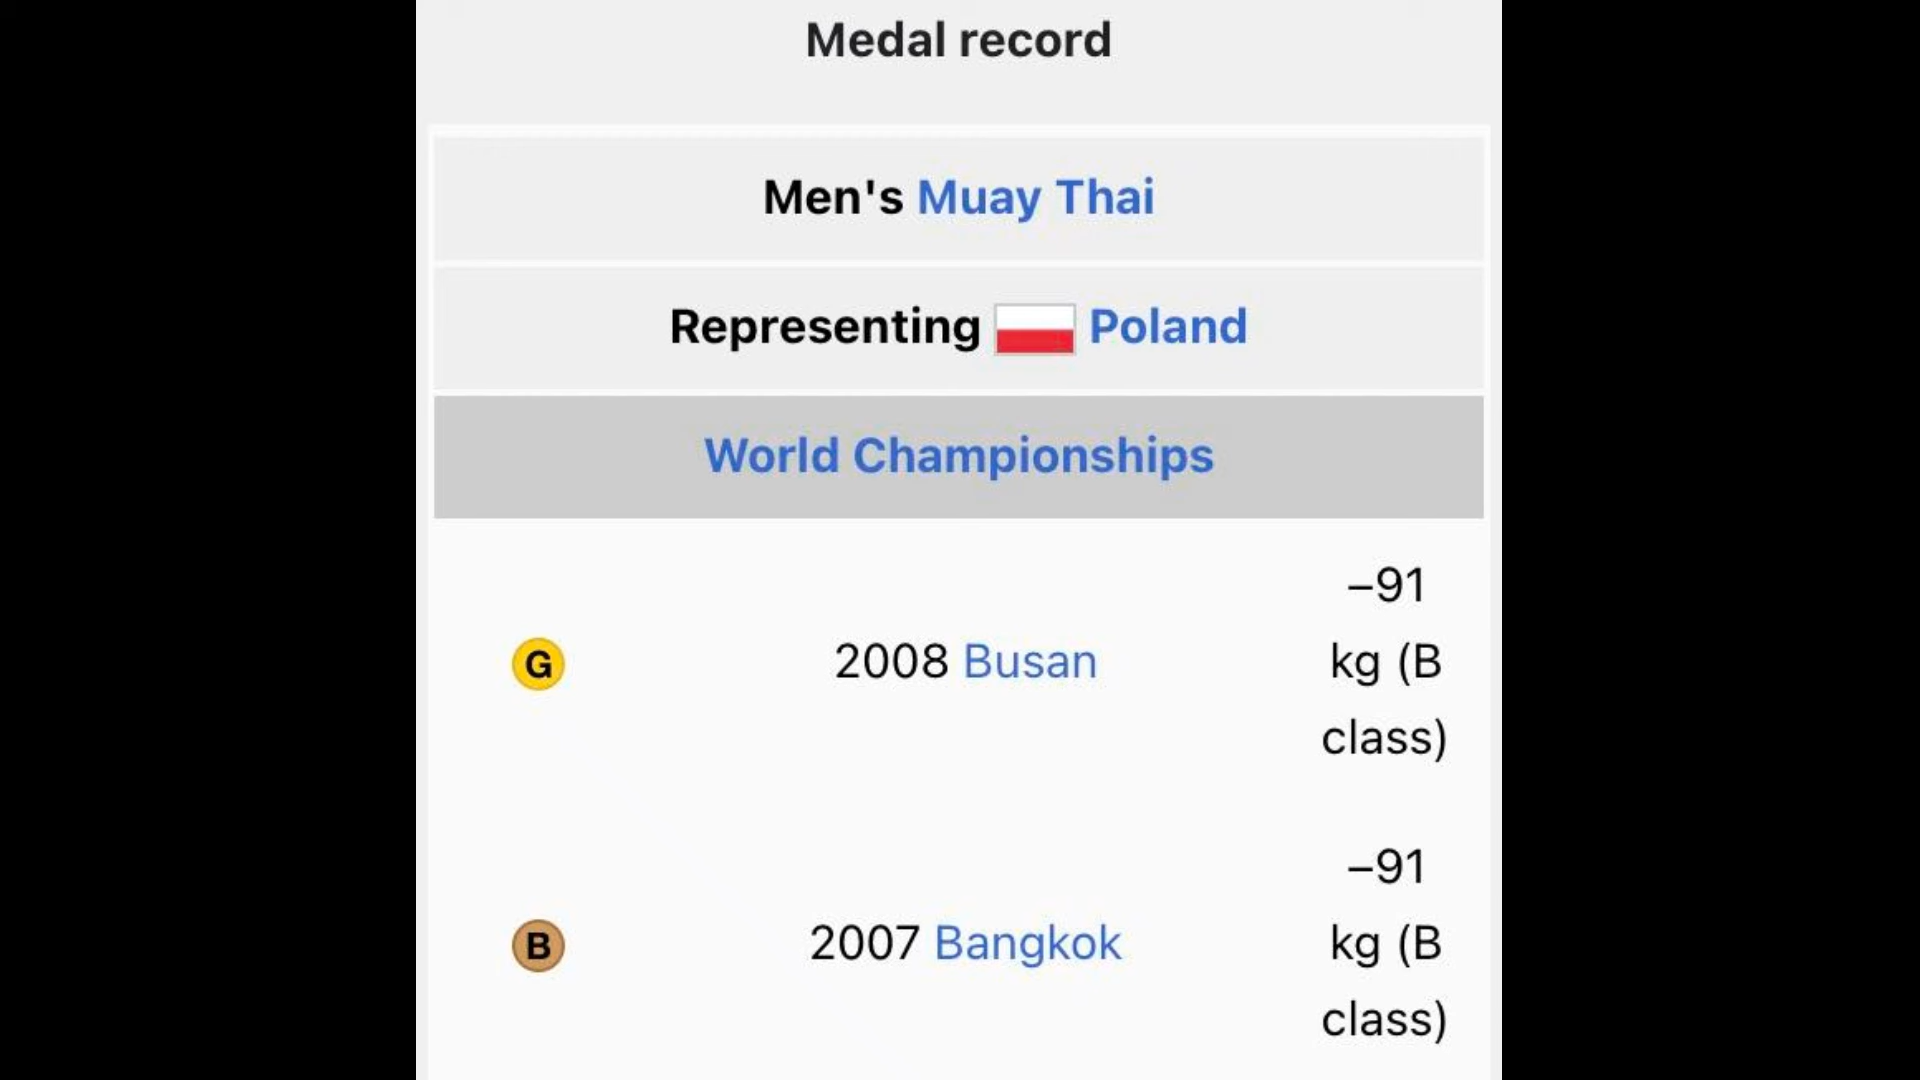 Medal record
Men's Muay Thai
Representing Poland
World Championships
–91
G 2008 Busan kg (B
class)
–91
B 2007 Bangkok kg (B
class)